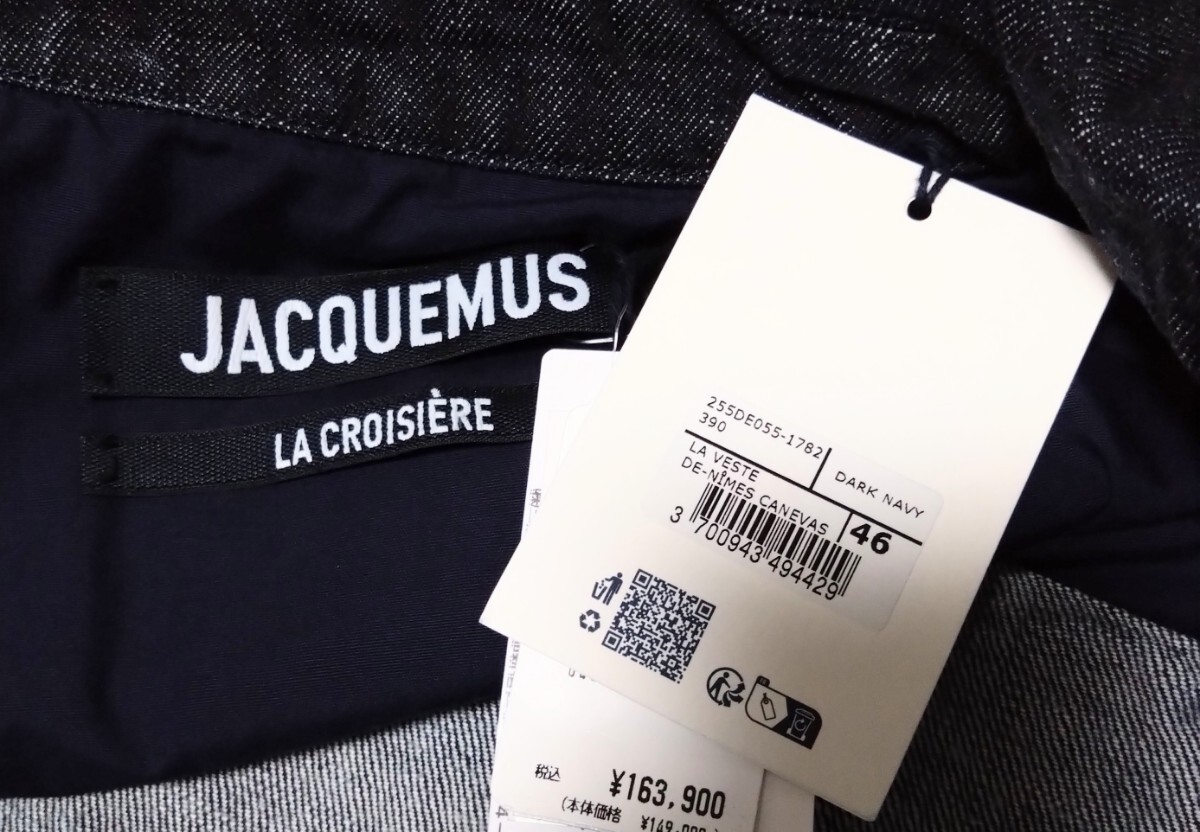 JACQUEMUS
LA CROISIÈRE
255DE055-1782
390
DARK NAVY
LA VESTE
DE-NÎMES CANEVAS
46
3 700943 494429
税込 ¥163,900
(本体価格